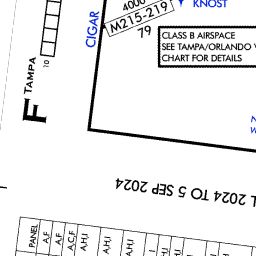 4000
KNOST
CIGAR
M215-219
79
CLASS B AIRSPACE
SEE TAMPA/ORLANDO
CHART FOR DETAILS
F TAMPA
10
2024 TO 5 SEP 2024
PANEL
A,F
A,F
A,C,F
A,H,I
A,H,I
A,H,I
A,H,I